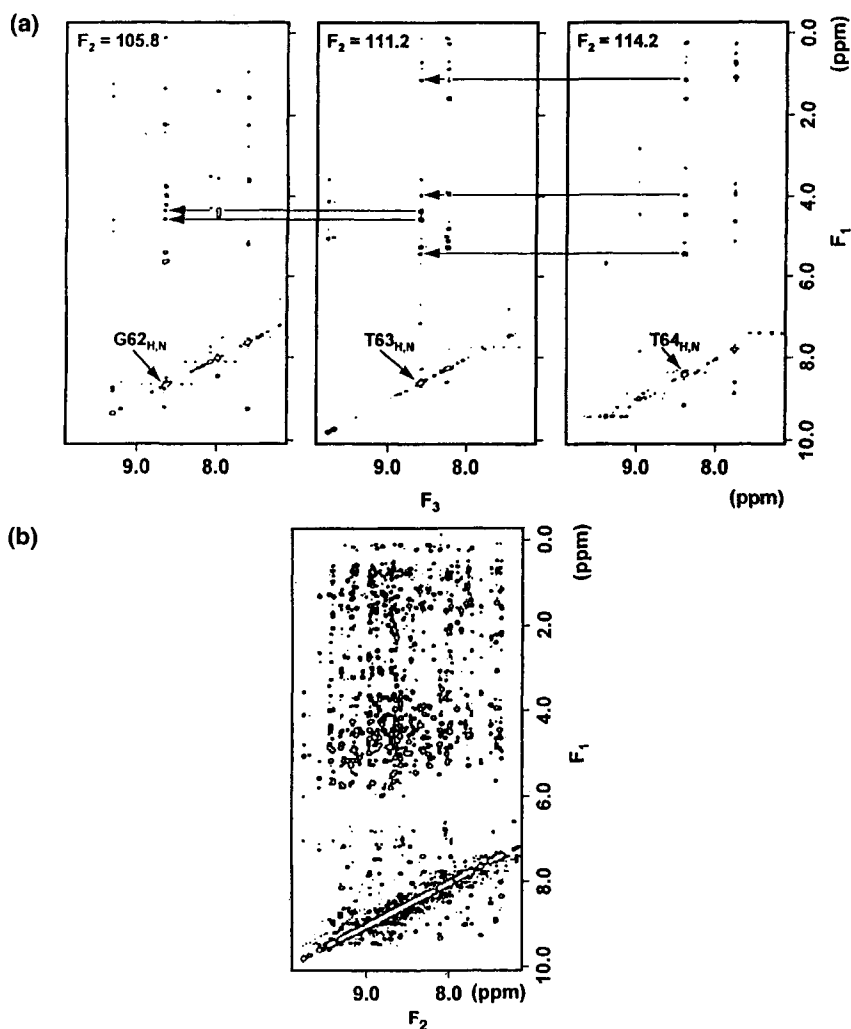 (a)
F2 = 105.8
F2 = 111.2
F2 = 114.2
0.0
(ppm)
2.0
4.0
F1
6.0
8.0
10.0
G62H,N
T63H,N
T64H,N
9.0 8.0
9.0 8.0
9.0 8.0
F3
(ppm)
(b)
0.0
(ppm)
2.0
4.0
F1
6.0
8.0
10.0
9.0 8.0 (ppm)
F2